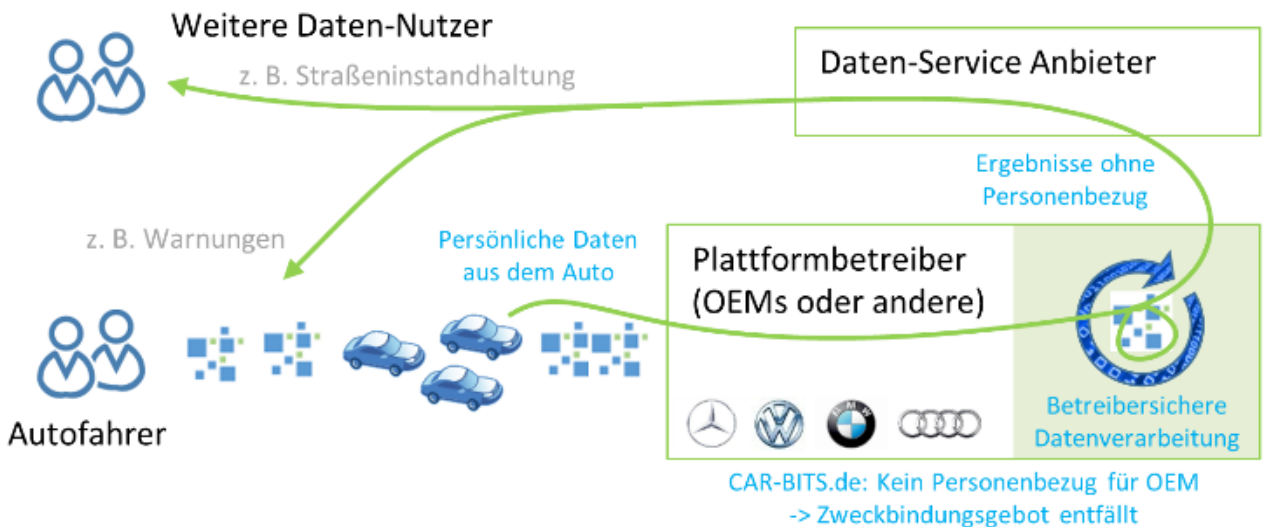 Weitere Daten-Nutzer
z. B. Straßeninstandhaltung
Daten-Service Anbieter
Ergebnisse ohne
Personenbezug
z. B. Warnungen
Persönliche Daten
aus dem Auto
Plattformbetreiber
(OEMs oder andere)
Autofahrer
BMW
Betreibersichere
Datenverarbeitung
CAR-BITS.de: Kein Personenbezug für OEM
-> Zweckbindungsgebot entfällt